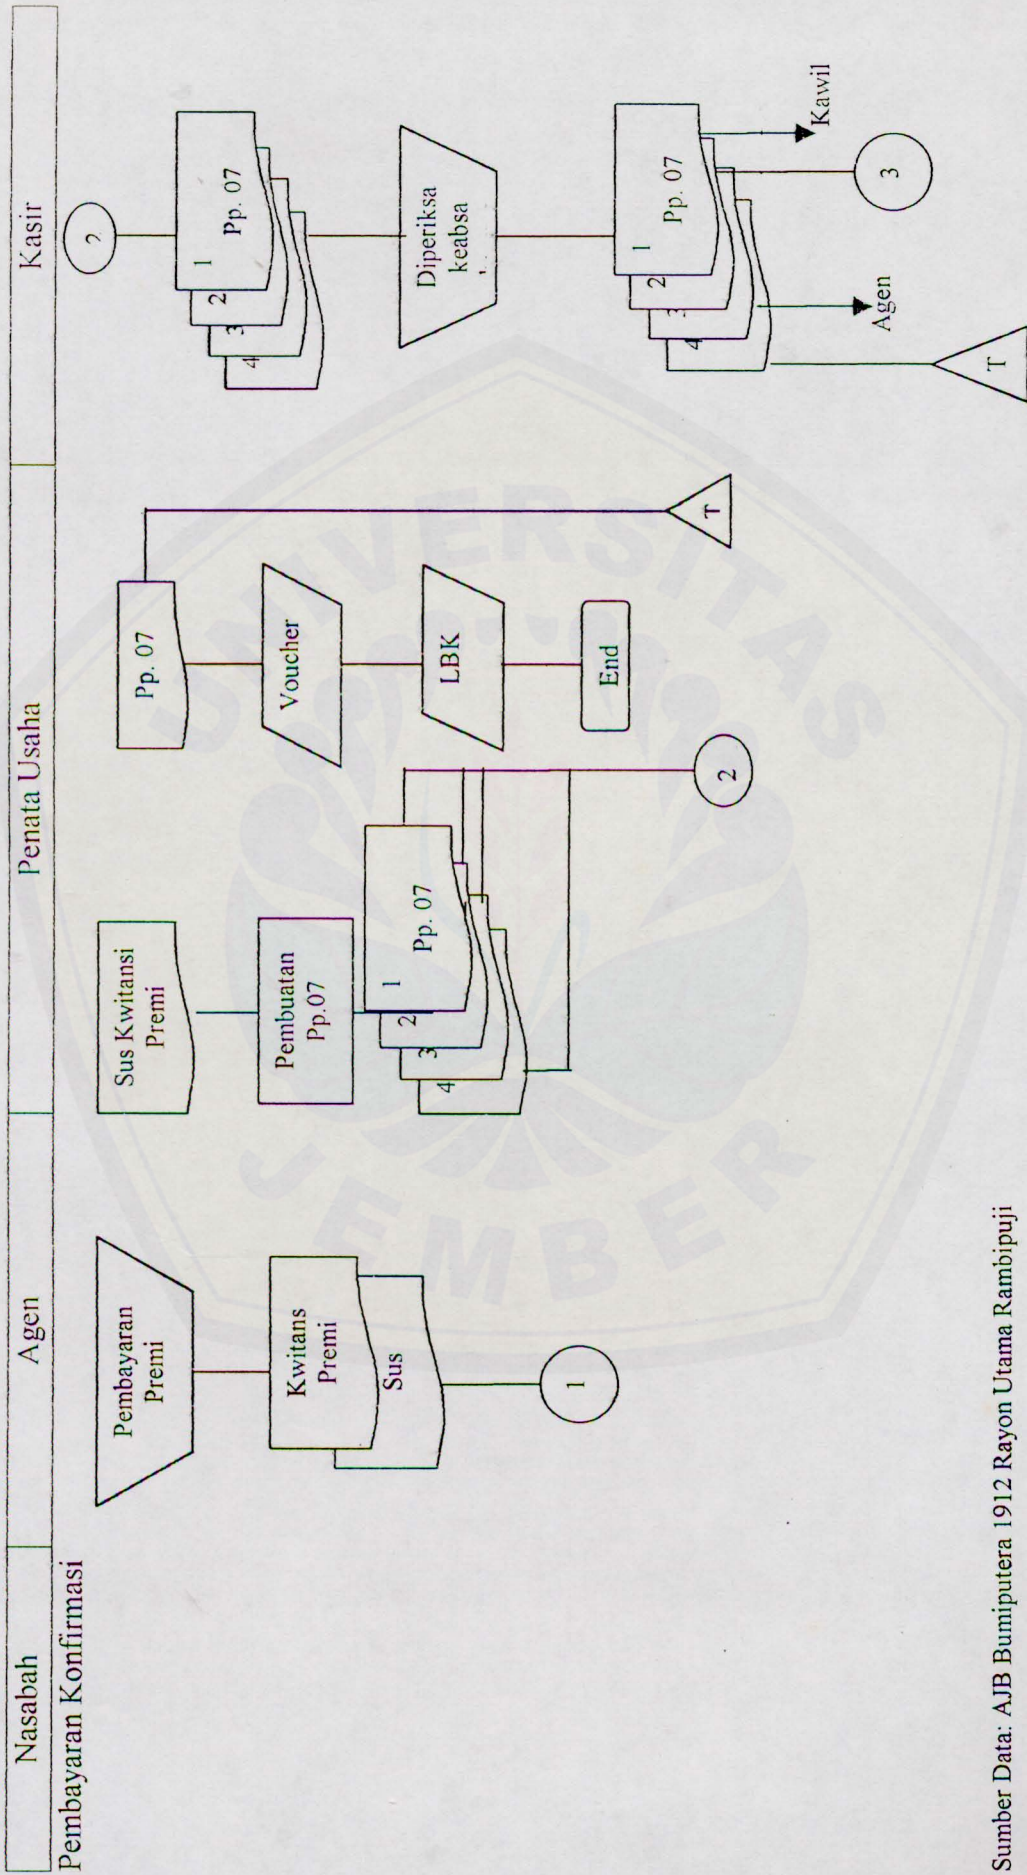 Nasabah
Agen
Penata Usaha
Kasir
Pembayaran Konfirmasi
Pembayaran
Premi
Kwitans
Premi
Sus
1
Sus Kwitansi
Premi
Pembuatan
Pp.07
1
Pp. 07
2
3
4
2
Pp. 07
Voucher
LBK
End
T
2
1
Pp. 07
2
3
4
Diperiksa
keabsa
1
Pp. 07
2
3
4
Kawil
3
Agen
T
Sumber Data: AJB Bumiputera 1912 Rayon Utama Rambipuji
UNIVERSITAS
JEMBER